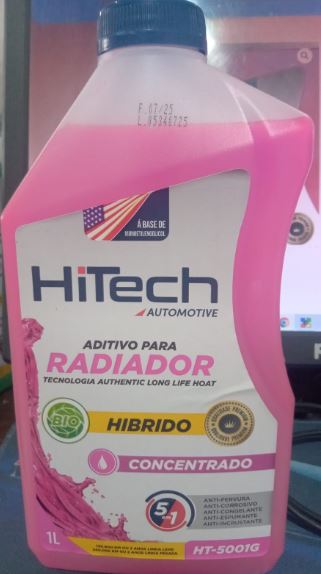 F.07/25
À BASE DE
HiTech
AUTOMOTIVE
ADITIVO PARA
RADIADOR
TECNOLOGIA AUTHENTIC LONG LIFE HOAT
BIO
HIBRIDO
CONCENTRADO
5 em 1
ANTI-FERVURA
ANTI-CORROSIVO
ANTI-CONGELANTE
ANTI-ESPUMANTE
ANTI-INCRUSTANTE
1L
HT-5001G